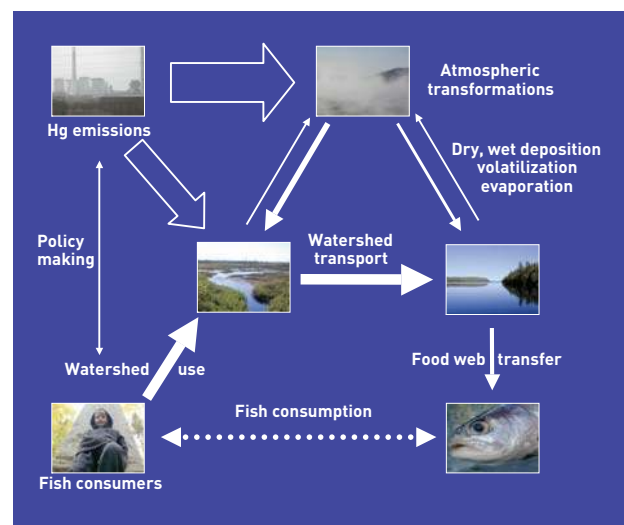 Hg emissions
Atmospheric
transformations
Dry, wet deposition
volatilization
evaporation
Policy
making
Watershed
transport
Watershed use
Food web transfer
Fish consumption
Fish consumers